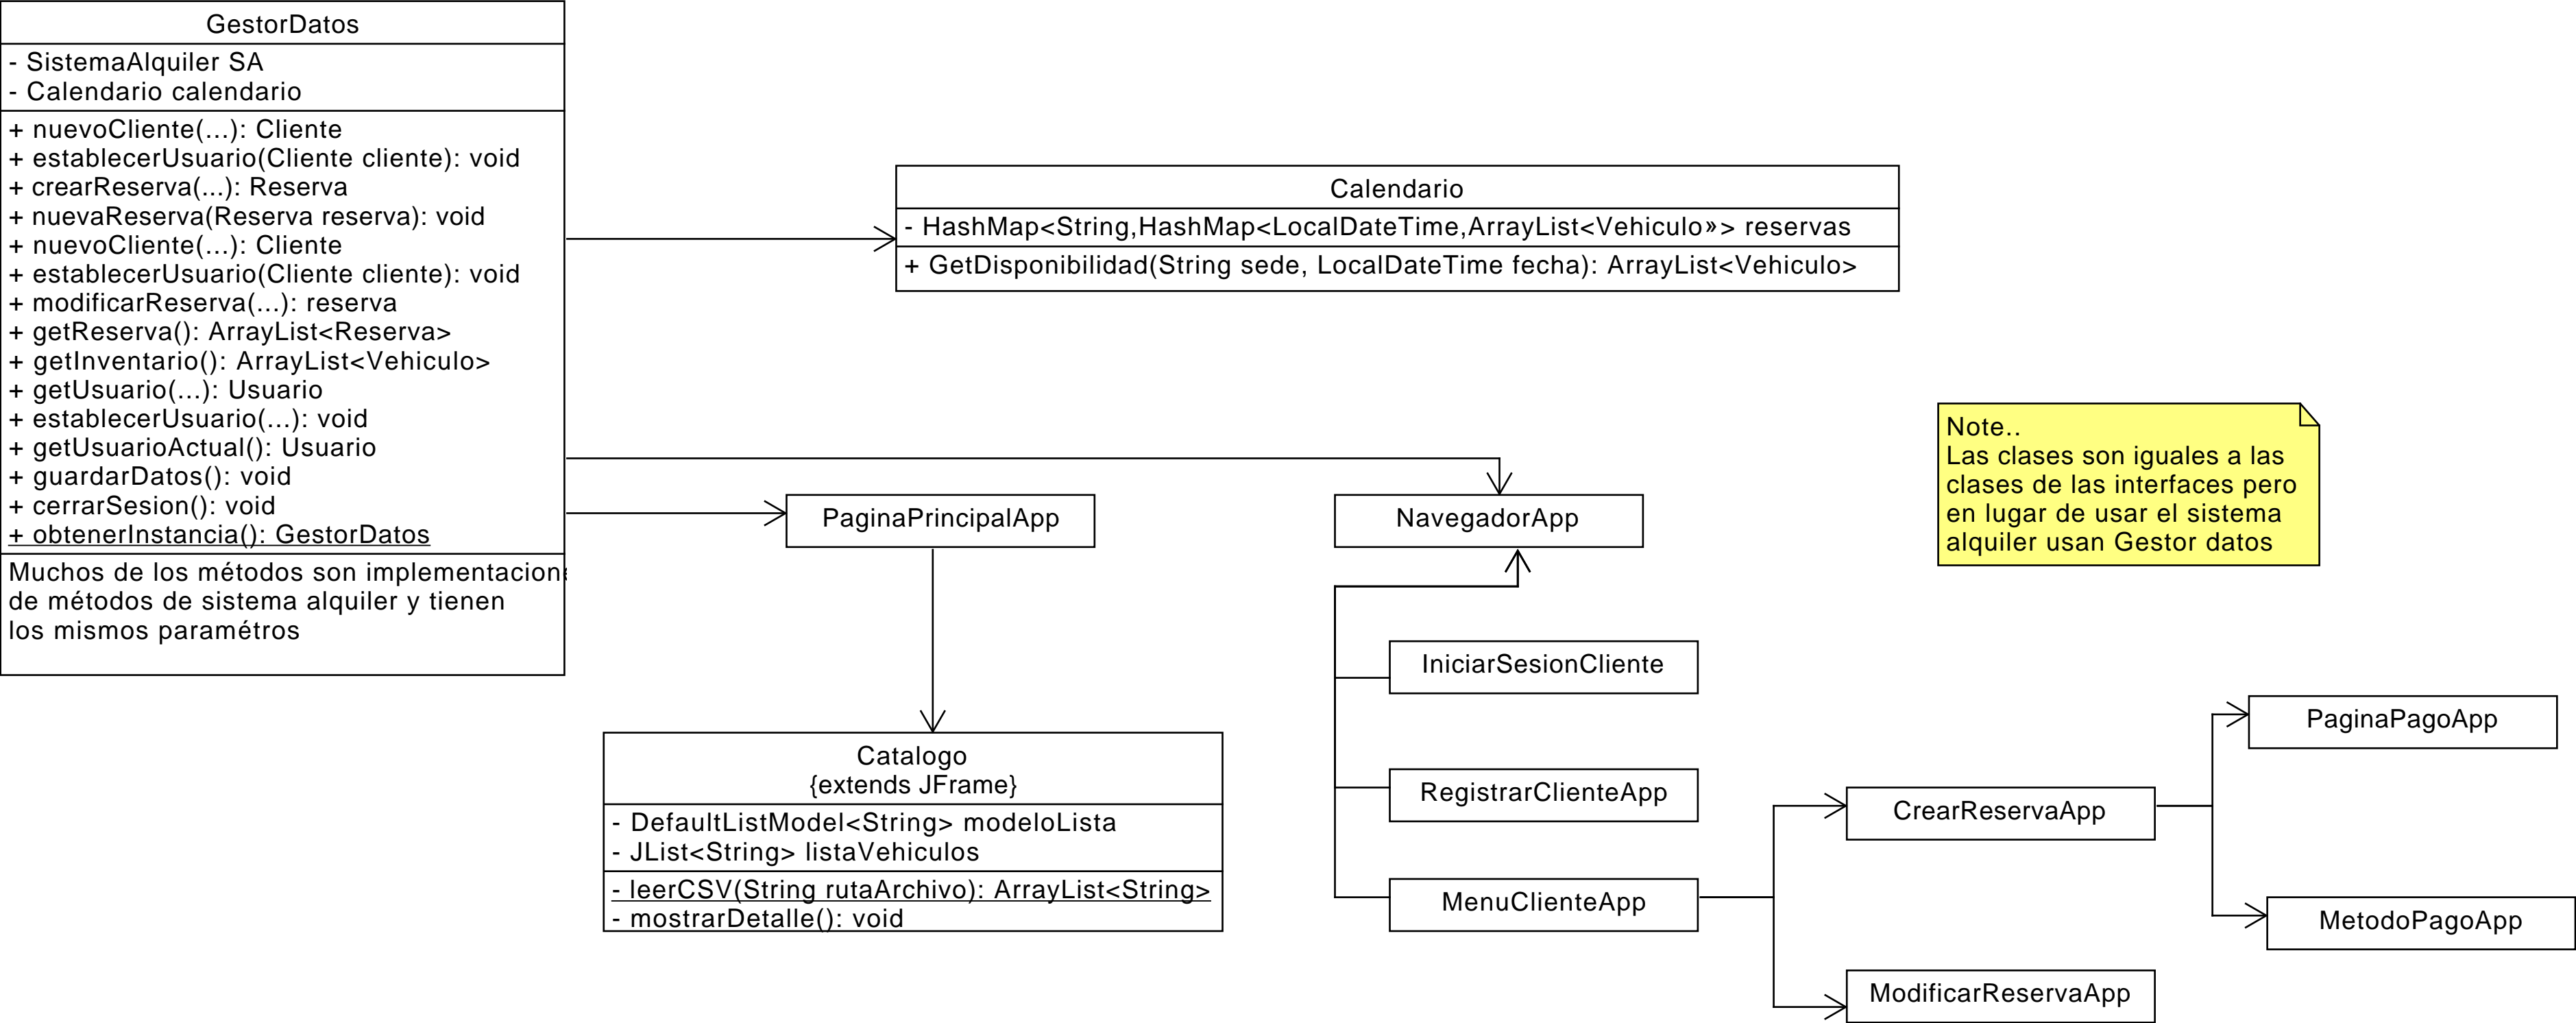 GestorDatos
- SistemaAlquiler SA
- Calendario calendario
+ nuevoCliente(...): Cliente
+ establecerUsuario(Cliente cliente): void
+ crearReserva(...): Reserva
+ nuevaReserva(Reserva reserva): void
+ nuevoCliente(...): Cliente
+ establecerUsuario(Cliente cliente): void
+ modificarReserva(...): reserva
+ getReserva(): ArrayList<Reserva>
+ getInventario(): ArrayList<Vehiculo>
+ getUsuario(...): Usuario
+ establecerUsuario(...): void
+ getUsuarioActual(): Usuario
+ guardarDatos(): void
+ cerrarSesion(): void
+ obtenerInstancia(): GestorDatos
Muchos de los métodos son implementacion
de métodos de sistema alquiler y tienen
los mismos paramétros
Calendario
- HashMap<String,HashMap<LocalDateTime,ArrayList<Vehiculo»> reservas
+ GetDisponibilidad(String sede, LocalDateTime fecha): ArrayList<Vehiculo>
Note..
Las clases son iguales a las
clases de las interfaces pero
en lugar de usar el sistema
alquiler usan Gestor datos
PaginaPrincipalApp
NavegadorApp
IniciarSesionCliente
RegistrarClienteApp
MenuClienteApp
Catalogo
{extends JFrame}
- DefaultListModel<String> modeloLista
- JList<String> listaVehiculos
- leerCSV(String rutaArchivo): ArrayList<String>
- mostrarDetalle(): void
CrearReservaApp
ModificarReservaApp
PaginaPagoApp
MetodoPagoApp